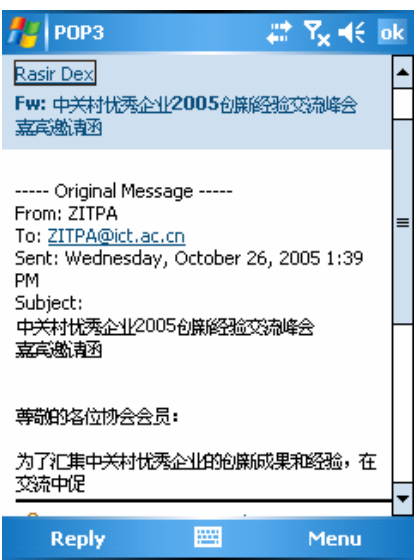 POP3
ok
Rasir Dex
Fw: 中关村优秀企业2005创新经验交流峰会
嘉宾邀请函
----- Original Message -----
From: ZITPA
To: ZITPA@ict.ac.cn
Sent: Wednesday, October 26, 2005 1:39
PM
Subject:
中关村优秀企业2005创新经验交流峰会
嘉宾邀请函
尊敬的各位协会会员：
为了汇集中关村优秀企业的创新成果和经验，在
交流中促
Reply
Menu